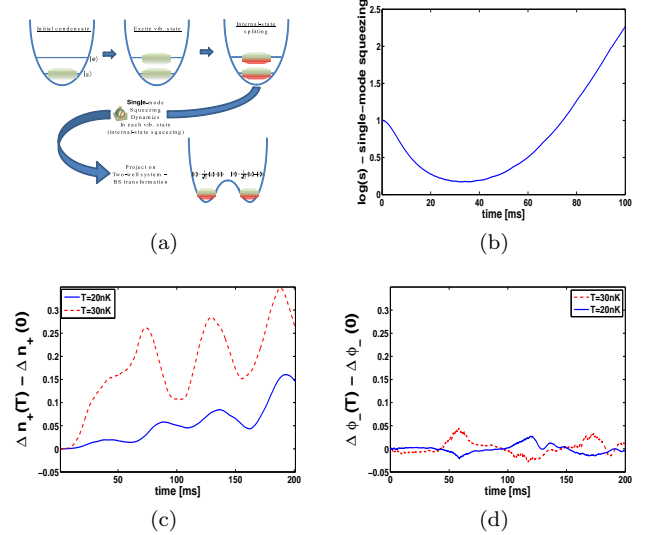 Initial condensate
Excite vib. state
Internal-state
splitting
|e⟩
|g⟩
Single-mode
Squeezing
Dynamics
In each vib. state
(internal-state squeezing)
Project on
Two-well system –
BS transformation
(a)
log(s) – single-mode squeezing
2.5
2
1.5
1
0.5
0
0 20 40 60 80 100
time [ms]
(b)
Δ n₊(T) – Δ n₊(0)
T=20nK
T=30nK
0.3
0.25
0.2
0.15
0.1
0.05
0
−0.05
50 100 150 200
time [ms]
(c)
Δ ϕ₋(T) – Δ ϕ₋(0)
T=30nK
T=20nK
0.3
0.25
0.2
0.15
0.1
0.05
0
−0.05
0 50 100 150 200
time [ms]
(d)